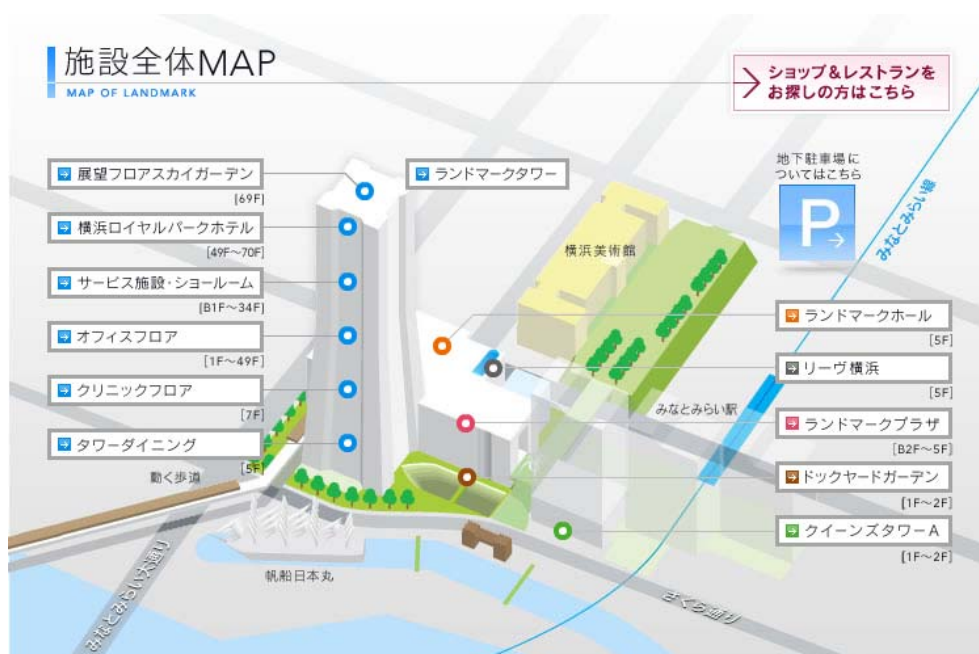 施設全体MAP
MAP OF LANDMARK
ショップ&レストランを
お探しの方はこちら
展望フロアスカイガーデン
[69F]
横浜ロイヤルパークホテル
[49F～70F]
サービス施設・ショールーム
[B1F～34F]
オフィスフロア
[1F～49F]
クリニックフロア
[7F]
タワーダイニング
[5F]
動く歩道
ランドマークタワー
横浜美術館
地下駐車場に
ついてはこちら
P
みなとみらい線
ランドマークホール
[5F]
リーヴ横浜
[5F]
みなとみらい駅
ランドマークプラザ
[B2F～5F]
ドックヤードガーデン
[1F～2F]
クイーンズタワーA
[1F～2F]
帆船日本丸
みなとみらい大通り
さくら通り